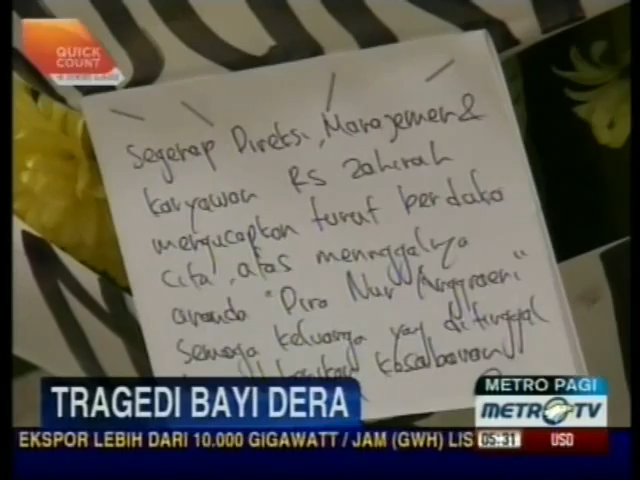 QUICK
COUNT
Segenap Direksi, Manajemen &
karyawan RS Zahirah
mengucapkan turut berduka
cita, atas meninggalnya
ananda "Dira Nur Anggraeni"
Semoga keluarga yang ditinggal
kesabaran
TRAGEDI BAYI DERA
METRO PAGI
METRO TV
EKSPOR LEBIH DARI 10.000 GIGAWATT / JAM (GWH) LIS
05:31
USD